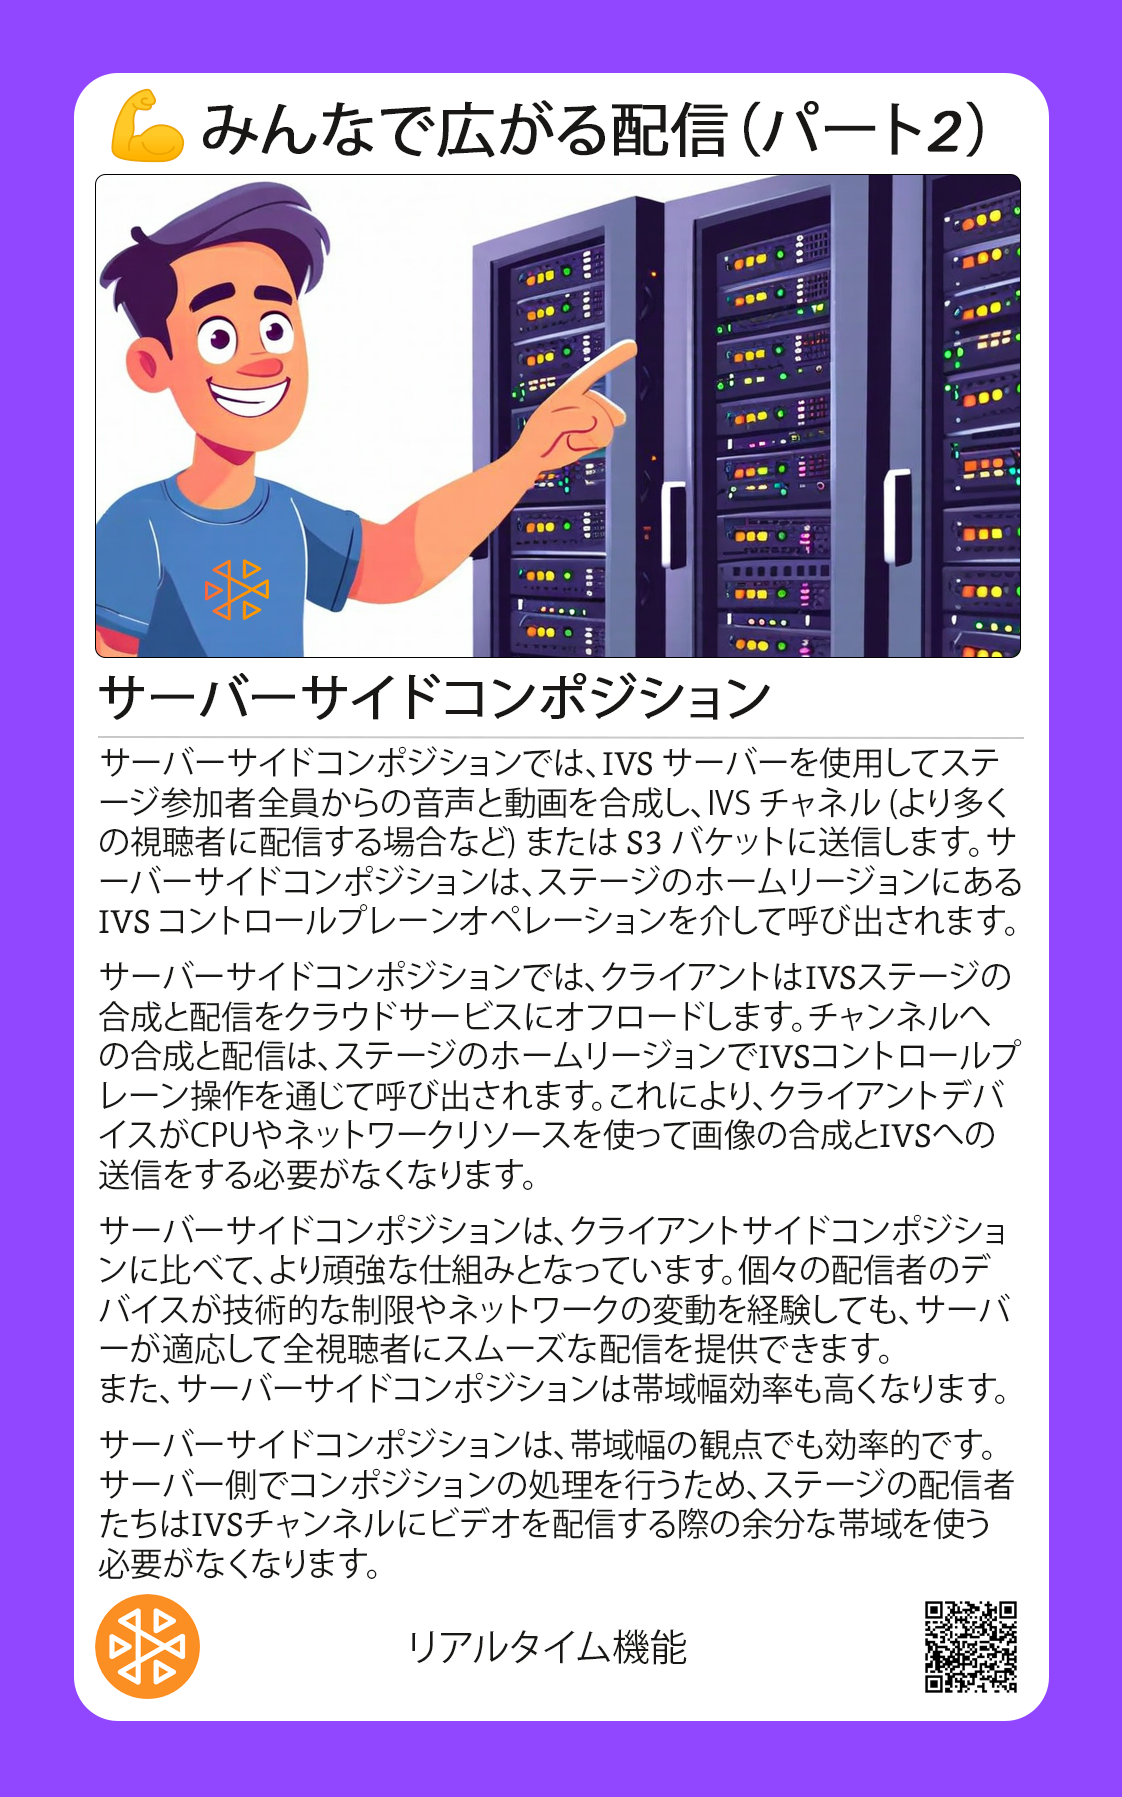 💪 みんなで広がる配信（パート2）
サーバーサイドコンポジション
サーバーサイドコンポジションでは、IVS サーバーを使用してステ
ージ参加者全員からの音声と動画を合成し、IVS チャネル (より多く
の視聴者に配信する場合など) または S3 バケットに送信します。サ
ーバーサイドコンポジションは、ステージのホームリージョンにある
IVS コントロールプレーンオペレーションを介して呼び出されます。
サーバーサイドコンポジションでは、クライアントはIVSステージの
合成と配信をクラウドサービスにオフロードします。チャンネルへ
の合成と配信は、ステージのホームリージョンでIVSコントロールプ
レーン操作を通じて呼び出されます。これにより、クライアントデバ
イスがCPUやネットワークリソースを使って画像の合成とIVSへの
送信をする必要がなくなります。
サーバーサイドコンポジションは、クライアントサイドコンポジショ
ンに比べて、より頑強な仕組みとなっています。個々の配信者のデ
バイスが技術的な制限やネットワークの変動を経験しても、サーバ
ーが適応して全視聴者にスムーズな配信を提供できます。
また、サーバーサイドコンポジションは帯域幅効率も高くなります。
サーバーサイドコンポジションは、帯域幅の観点でも効率的です。
サーバー側でコンポジションの処理を行うため、ステージの配信者
たちはIVSチャンネルにビデオを配信する際の余分な帯域を使う
必要がなくなります。
リアルタイム機能